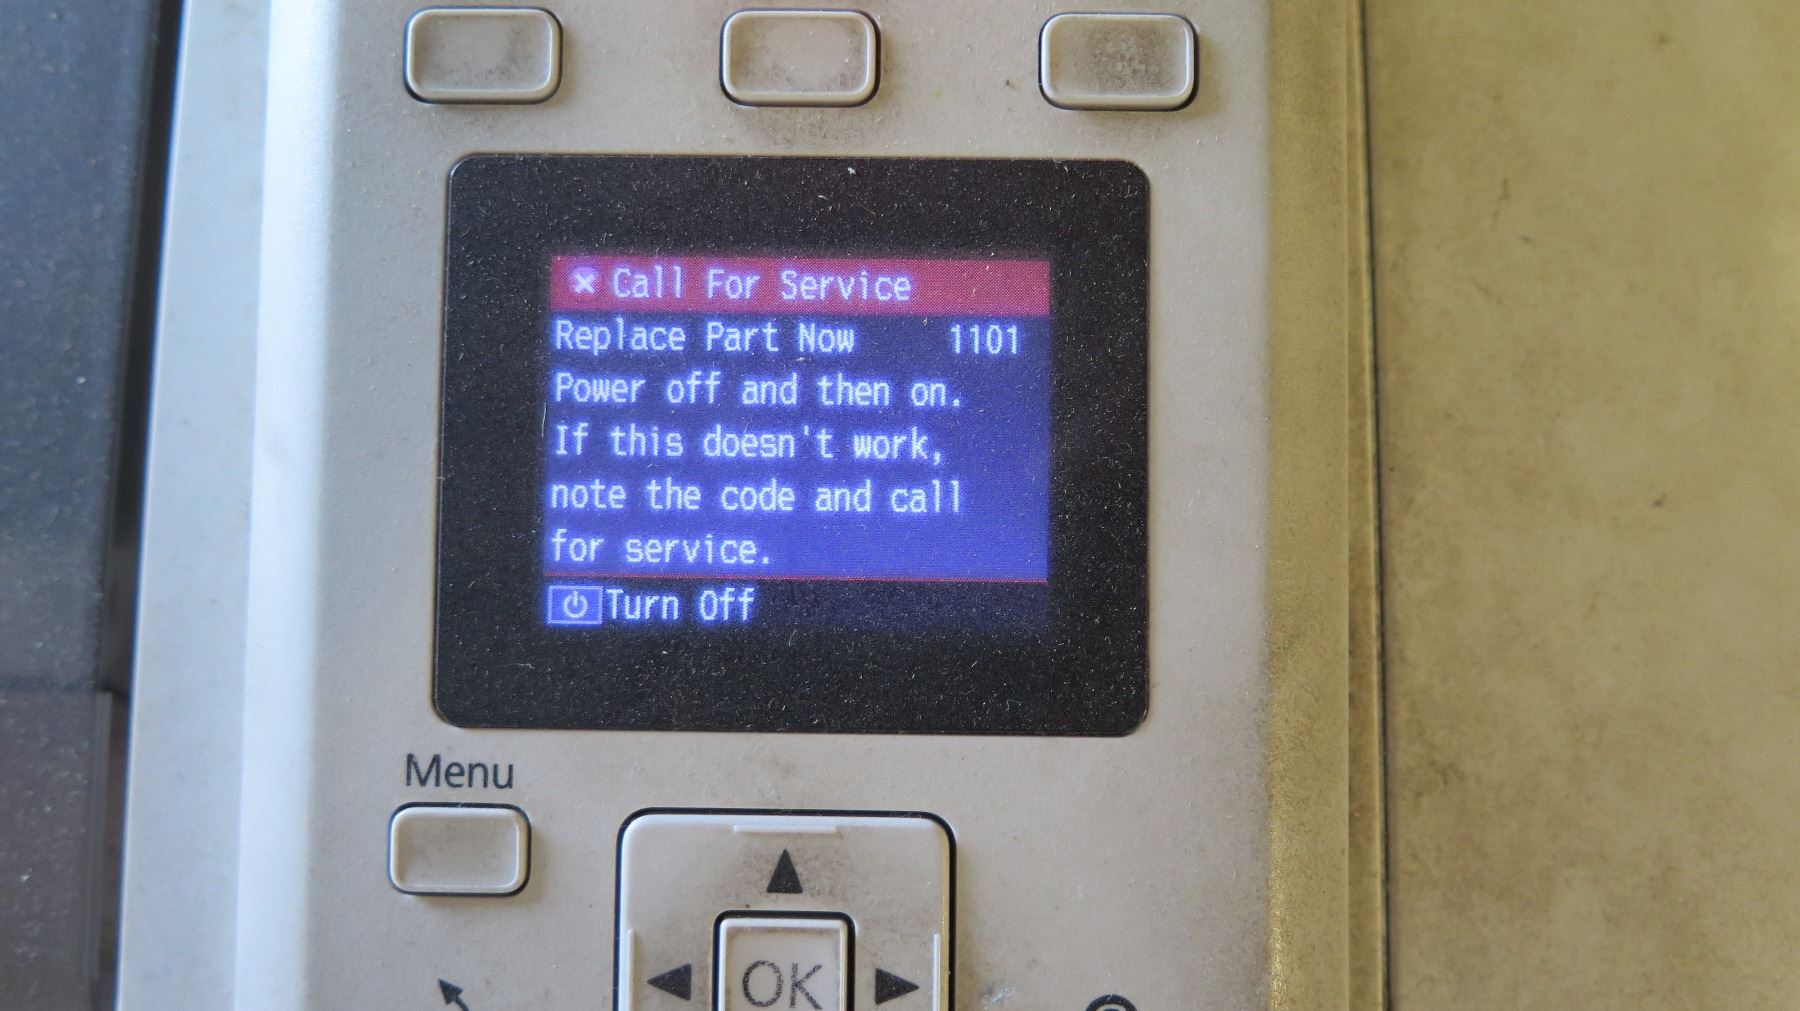 Call For Service
Replace Part Now 1101
Power off and then on.
If this doesn't work,
note the code and call
for service.
Turn Off
Menu
OK